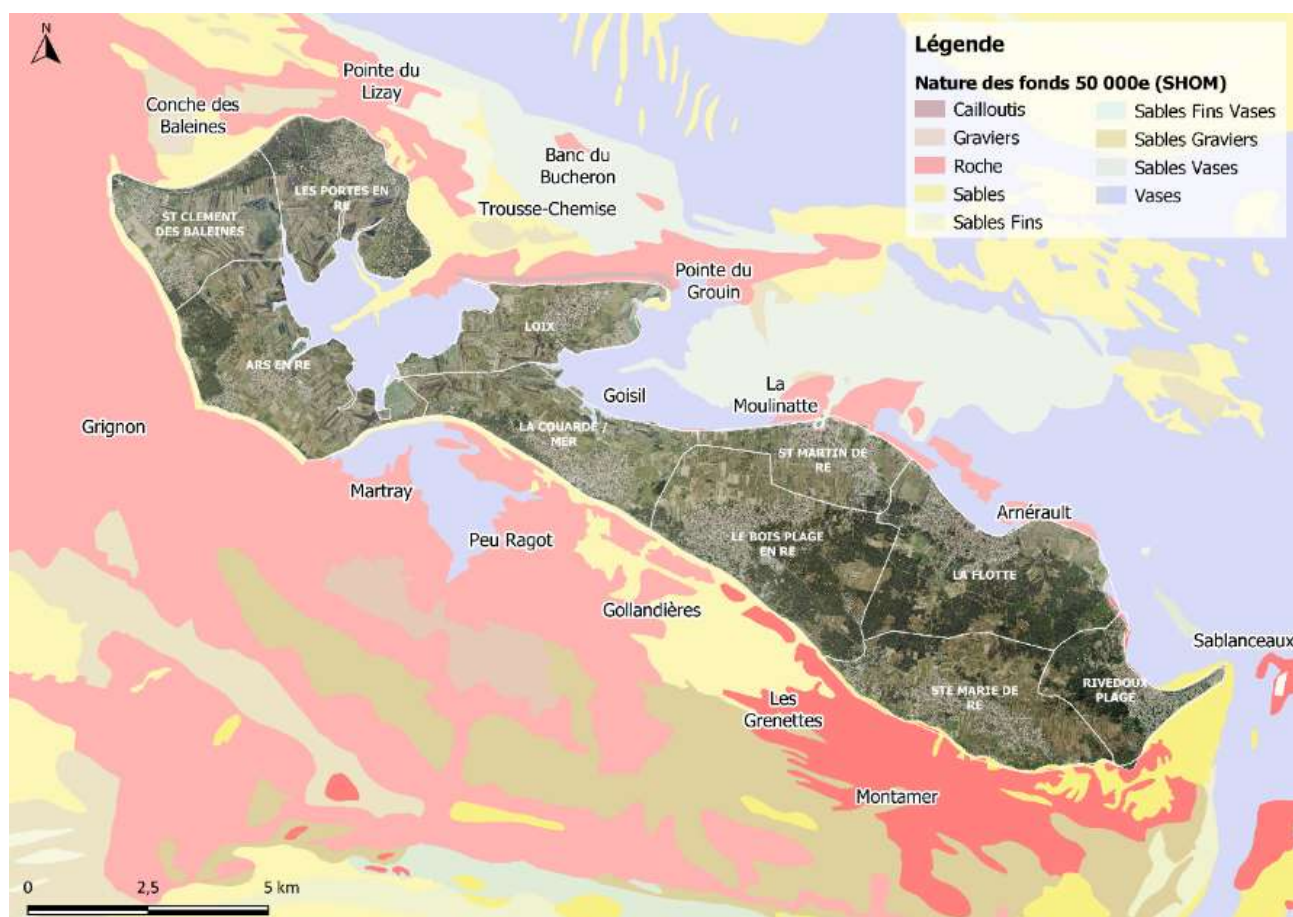 N
Légende
Nature des fonds 50 000e (SHOM)
Cailloutis
Graviers
Roche
Sables
Sables Fins
Sables Fins Vases
Sables Graviers
Sables Vases
Vases
Pointe du
Lizay
Conche des
Baleines
Banc du
Bucheron
LES PORTES EN
RE
Trousse-Chemise
ST CLEMENT
DES BALEINES
Pointe du
Grouin
LOIX
ARS EN RE
La
Moulinatte
Goisil
Grignon
LA COUARDE /
MER
ST MARTIN DE
RE
Martray
Arnérault
Peu Ragot
LE BOIS PLAGE
EN RE
LA FLOTTE
Gollandières
Sablanceaux
RIVEDOUX
PLAGE
STE MARIE DE
RE
Les
Grenettes
Montamer
0 2,5 5 km